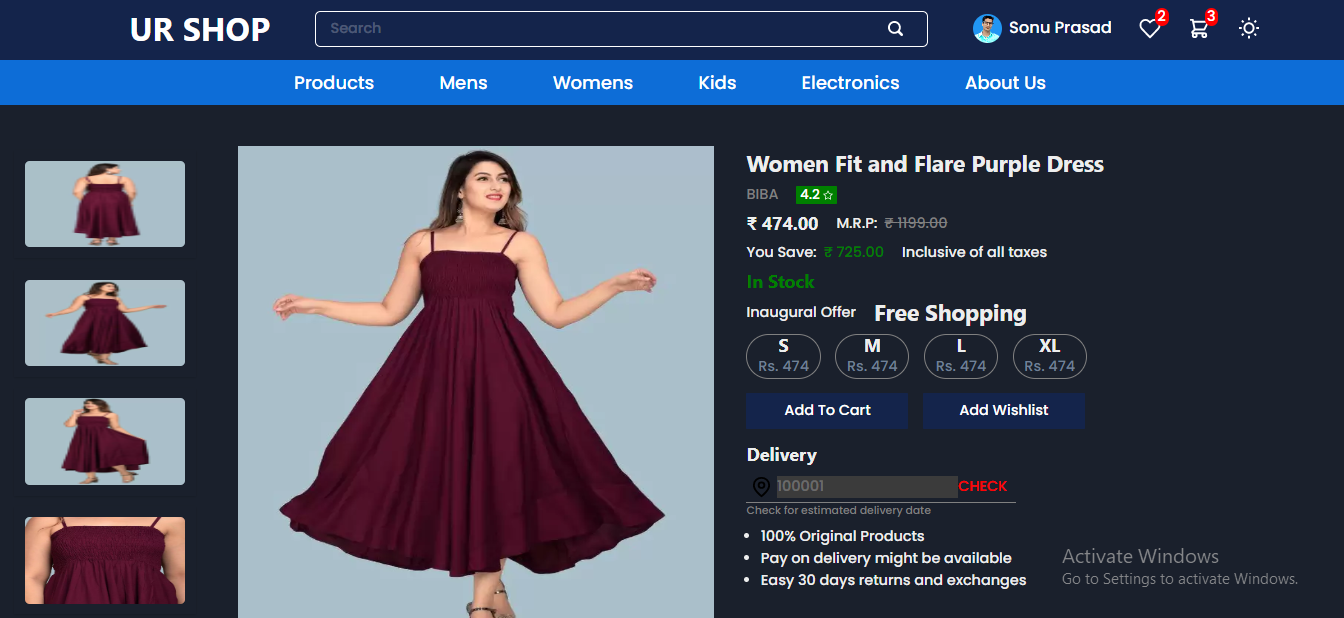 UR SHOP
Search
Sonu Prasad
2
3
Products Mens Womens Kids Electronics About Us
Women Fit and Flare Purple Dress
BIBA 4.2
₹ 474.00 M.R.P: ₹ 1199.00
You Save: ₹ 725.00 Inclusive of all taxes
In Stock
Inaugural Offer Free Shopping
S M L XL
Rs. 474 Rs. 474 Rs. 474 Rs. 474
Add To Cart Add Wishlist
Delivery
100001 CHECK
Check for estimated delivery date
100% Original Products
Pay on delivery might be available
Easy 30 days returns and exchanges
Activate Windows
Go to Settings to activate Windows.